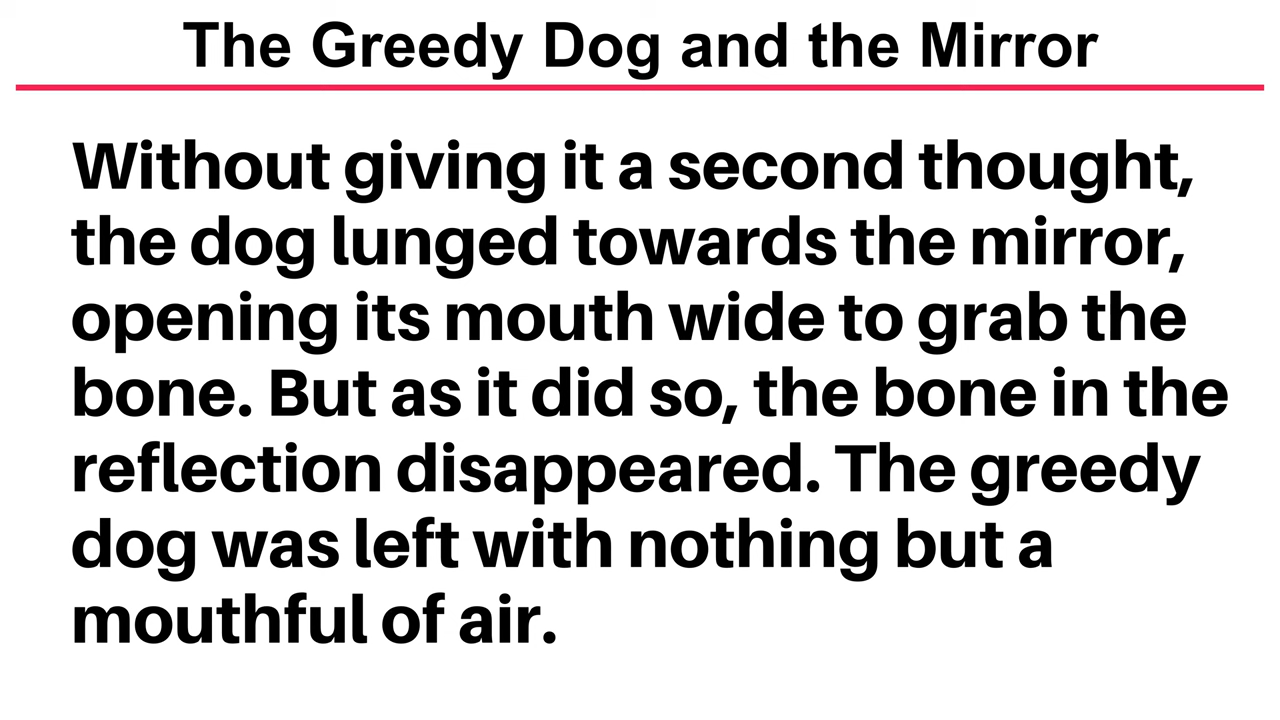 The Greedy Dog and the Mirror
Without giving it a second thought,
the dog lunged towards the mirror,
opening its mouth wide to grab the
bone. But as it did so, the bone in the
reflection disappeared. The greedy
dog was left with nothing but a
mouthful of air.